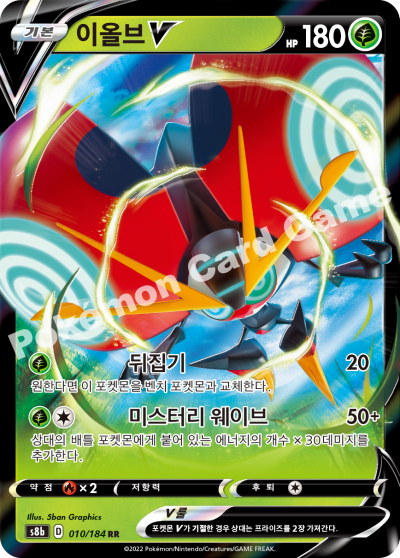 기본 이올브 V HP 180
Pokémon Card Game
뒤집기 20
원한다면 이 포켓몬을 벤치 포켓몬과 교체한다.
미스터리 웨이브 50+
상대의 배틀 포켓몬에게 붙어 있는 에너지의 개수 ×30데미지를
추가한다.
약점 ×2 저항력 후퇴
Illus. 5ban Graphics
V 룰
s8b D 010/184 RR
포켓몬 V가 기절한 경우 상대는 프라이즈를 2장 가져간다.
©2022 Pokémon/Nintendo/Creatures/GAME FREAK.